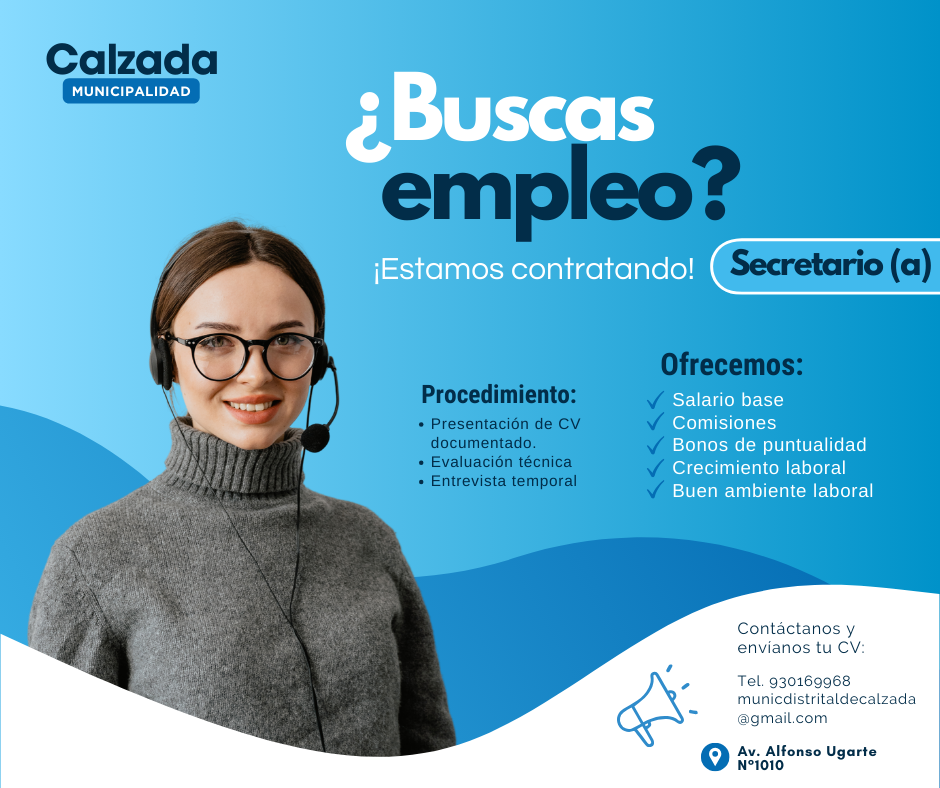 Calzada
MUNICIPALIDAD
¿Buscas
empleo?
¡Estamos contratando!
Secretario (a)
Procedimiento:
• Presentación de CV
documentado.
• Evaluación técnica
• Entrevista temporal
Ofrecemos:
✓ Salario base
✓ Comisiones
✓ Bonos de puntualidad
✓ Crecimiento laboral
✓ Buen ambiente laboral
Contáctanos y
envíanos tu CV:
Tel. 930169968
municdistritaldecalzada
@gmail.com
Av. Alfonso Ugarte
N°1010